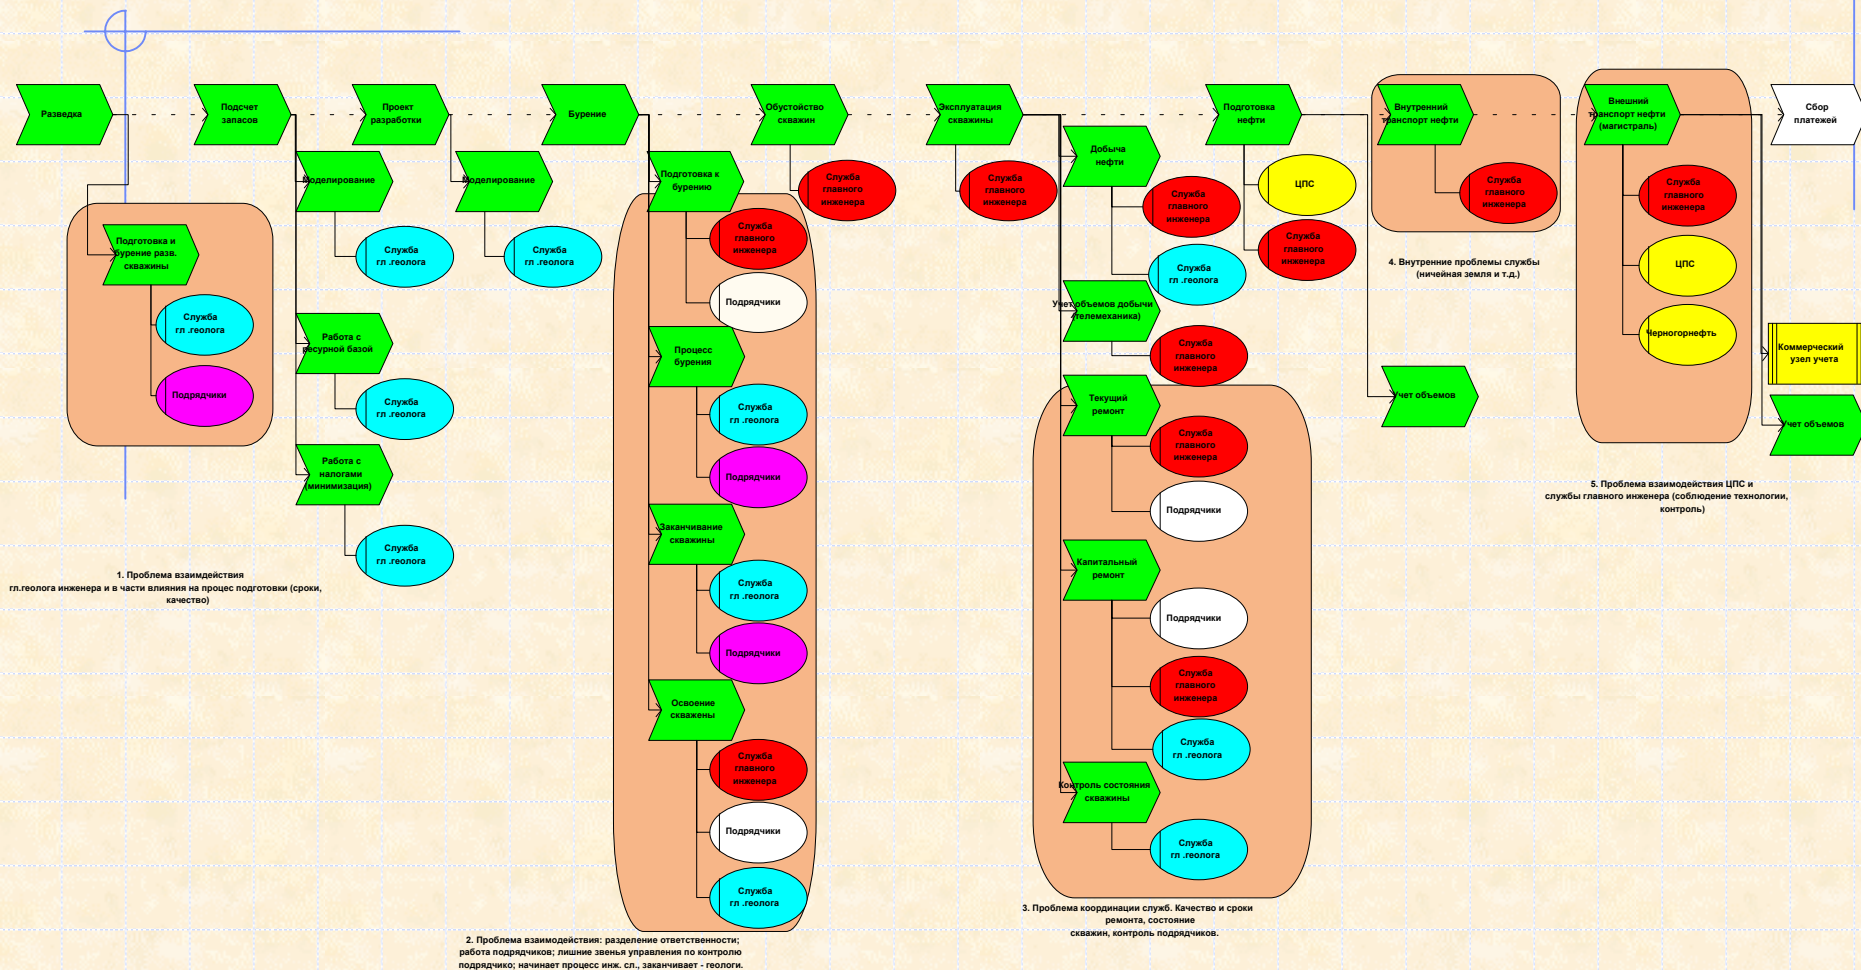 Разведка
Подсчет
запасов
Проект
разработки
Бурение
Обустройство
скважин
Эксплуатация
скважины
Подготовка
нефти
Внутренний
транспорт нефти
Внешний
транспорт нефти
(магистраль)
Сбор
платежей
Подготовка и
бурение разв.
скважины
Служба
гл .геолога
Подрядчики
1. Проблема взаимдействия
гл.геолога инженера и в части влияния на процес подготовки (сроки,
качество)
Моделирование
Служба
гл .геолога
Работа с
ресурной базой
Служба
гл .геолога
Работа с
налогами
(минимизация)
Служба
гл .геолога
Моделирование
Служба
гл .геолога
Подготовка к
бурению
Служба
главного
инженера
Подрядчики
Процесс
бурения
Служба
гл .геолога
Подрядчики
Заканчивание
скважины
Служба
гл .геолога
Подрядчики
Освоение
скважены
Служба
главного
инженера
Подрядчики
Служба
гл .геолога
2. Проблема взаимодействия: разделение ответственности;
работа подрядчиков; лишние звенья управления по контролю
подрядчико; начинает процесс инж. сл., заканчивает - геологи.
Служба
главного
инженера
Служба
главного
инженера
Добыча
нефти
Служба
главного
инженера
Служба
гл .геолога
Учет объемов добычи
(телемеханика)
Служба
главного
инженера
Текущий
ремонт
Служба
главного
инженера
Подрядчики
Капитальный
ремонт
Подрядчики
Служба
главного
инженера
Служба
гл .геолога
Контроль состояния
скважины
Служба
гл .геолога
3. Проблема координации служб. Качество и сроки
ремонта, состояние
скважин, контроль подрядчиков.
ЦПС
Служба
главного
инженера
Учет объемов
Служба
главного
инженера
4. Внутренние проблемы службы
(ничейная земля и т.д.)
Служба
главного
инженера
ЦПС
Черногорнефть
5. Проблема взаимодействия ЦПС и
службы главного инженера (соблюдение технологии,
контроль)
Коммерческий
узел учета
Учет объемов